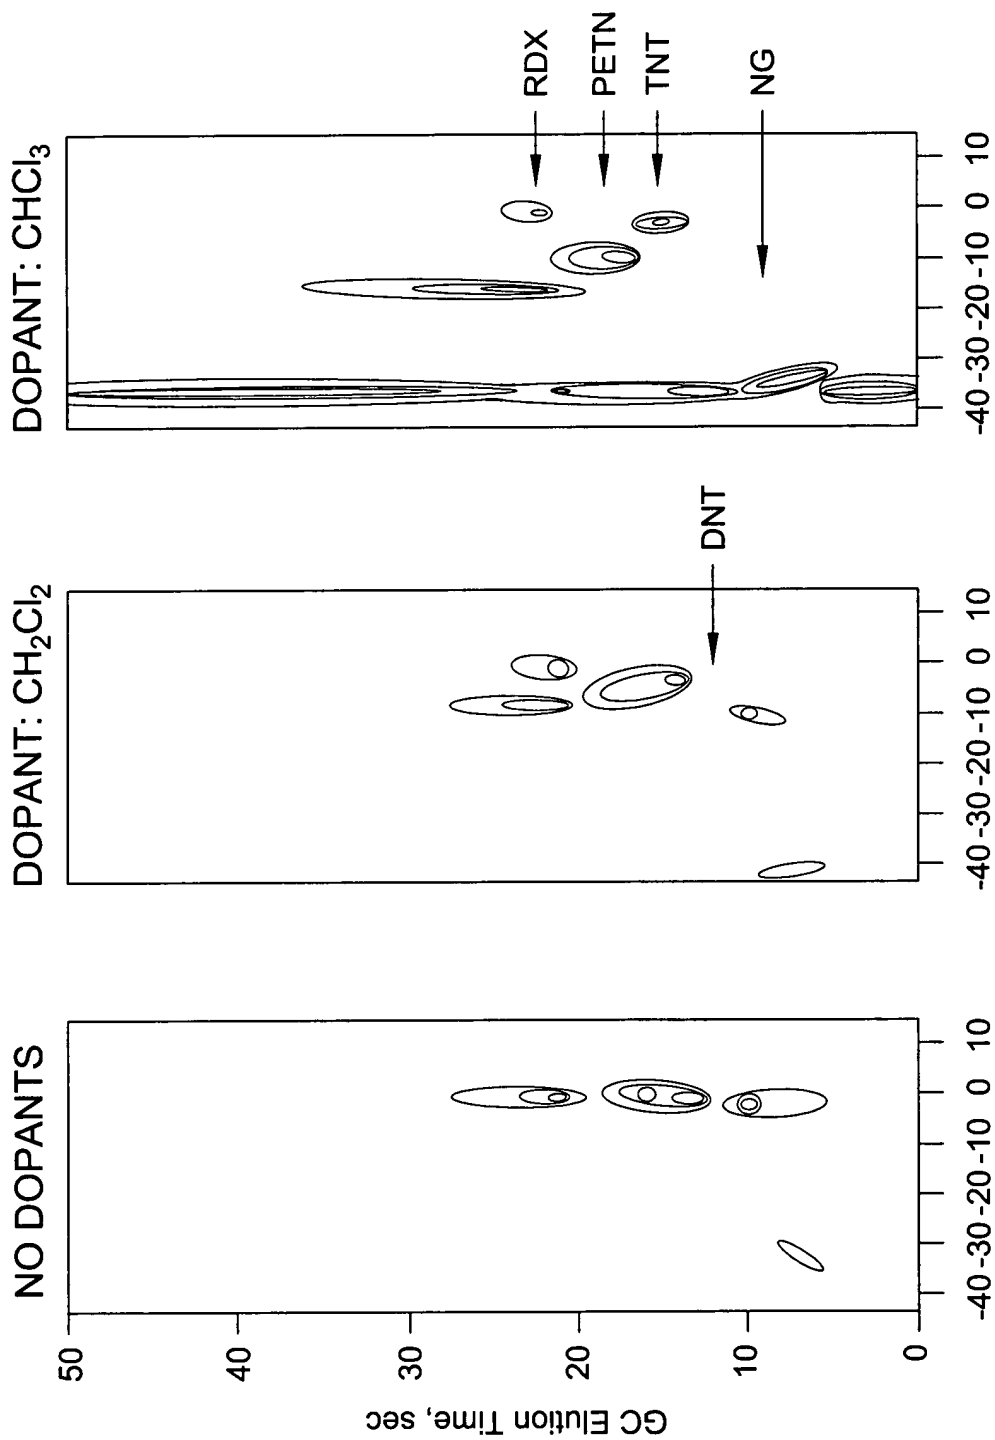 NO DOPANTS
DOPANT: CH₂Cl₂
DOPANT: CHCl₃
GC Elution Time, sec
50
40
30
20
10
0
-40 -30 -20 -10 0 10
-40 -30 -20 -10 0 10
-40 -30 -20 -10 0 10
DNT
RDX
PETN
TNT
NG